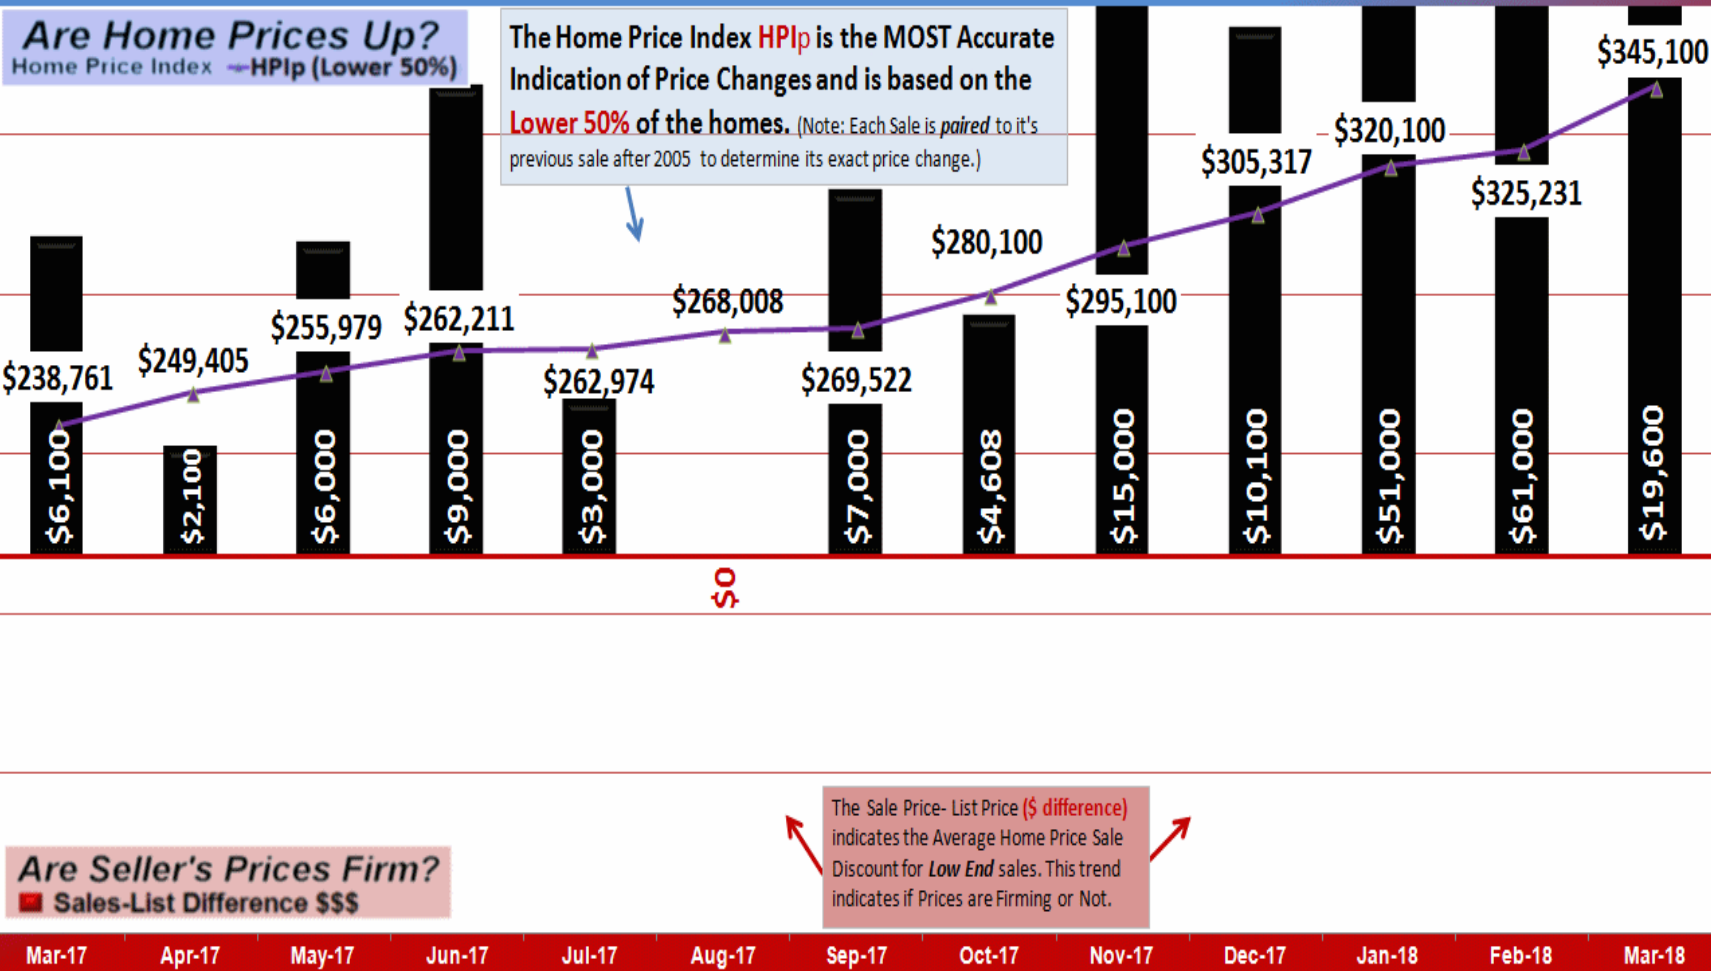 Are Home Prices Up?
Home Price Index HPIp (Lower 50%)
The Home Price Index HPIp is the MOST Accurate
Indication of Price Changes and is based on the
Lower 50% of the homes. (Note: Each Sale is paired to it's
previous sale after 2005 to determine its exact price change.)
$238,761
$249,405
$255,979
$262,211
$262,974
$268,008
$269,522
$280,100
$295,100
$305,317
$320,100
$325,231
$345,100
$6,100
$2,100
$6,000
$9,000
$3,000
$0
$7,000
$4,608
$15,000
$10,100
$51,000
$61,000
$19,600
The Sale Price- List Price ($ difference)
indicates the Average Home Price Sale
Discount for Low End sales. This trend
indicates if Prices are Firming or Not.
Are Seller's Prices Firm?
Sales-List Difference $$$
Mar-17 Apr-17 May-17 Jun-17 Jul-17 Aug-17 Sep-17 Oct-17 Nov-17 Dec-17 Jan-18 Feb-18 Mar-18